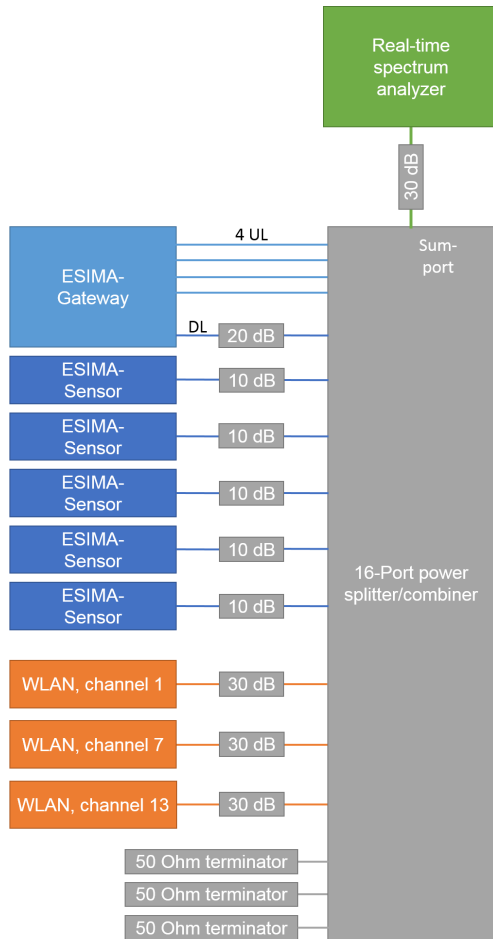 Real-time
spectrum
analyzer
30 dB
4 UL
Sum-
port
ESIMA-
Gateway
DL
20 dB
ESIMA-
Sensor
10 dB
ESIMA-
Sensor
10 dB
ESIMA-
Sensor
10 dB
ESIMA-
Sensor
10 dB
ESIMA-
Sensor
10 dB
16-Port power
splitter/combiner
WLAN, channel 1
30 dB
WLAN, channel 7
30 dB
WLAN, channel 13
30 dB
50 Ohm terminator
50 Ohm terminator
50 Ohm terminator